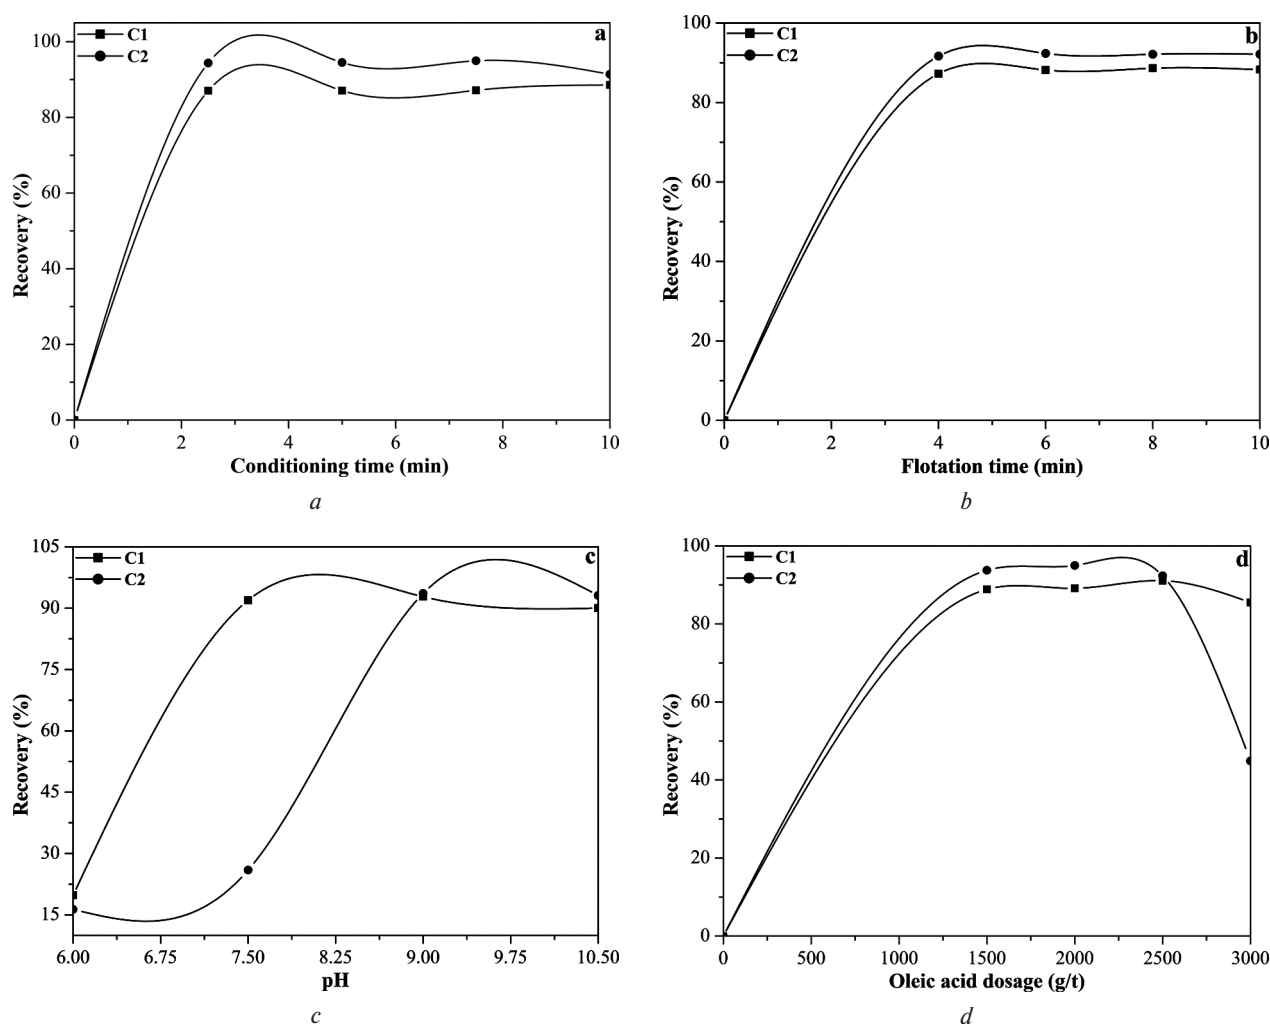 C1
C2
a
100
80
60
40
20
0
0 2 4 6 8 10
Recovery (%)
Conditioning time (min)
a
C1
C2
b
100
80
60
40
20
0
0 2 4 6 8 10
Recovery (%)
Flotation time (min)
b
C1
C2
c
105
90
75
60
45
30
15
6.00 6.75 7.50 8.25 9.00 9.75 10.50
Recovery (%)
pH
c
C1
C2
d
100
80
60
40
20
0
0 500 1000 1500 2000 2500 3000
Recovery (%)
Oleic acid dosage (g/t)
d